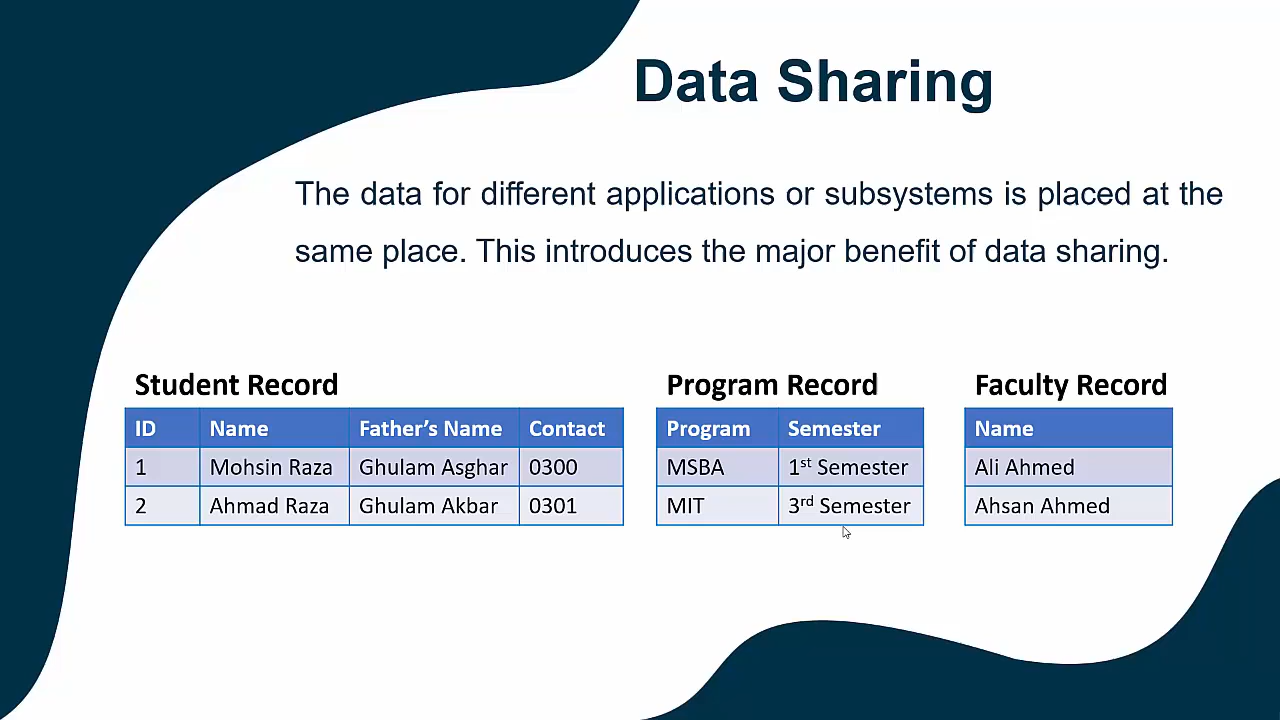 Data Sharing
The data for different applications or subsystems is placed at the
same place. This introduces the major benefit of data sharing.
Student Record
ID Name Father’s Name Contact
1 Mohsin Raza Ghulam Asghar 0300
2 Ahmad Raza Ghulam Akbar 0301
Program Record
Program Semester
MSBA 1st Semester
MIT 3rd Semester
Faculty Record
Name
Ali Ahmed
Ahsan Ahmed